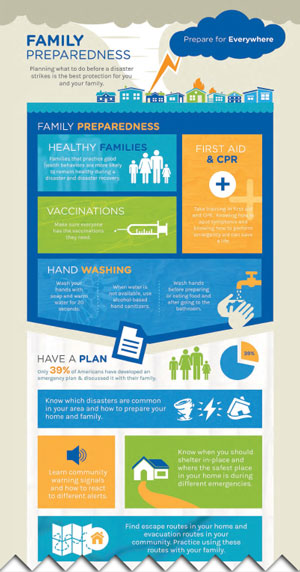 FAMILY
PREPAREDNESS
Planning what to do before a disaster
strikes is the best protection for you
and your family.
Prepare for Everywhere
FAMILY PREPAREDNESS
HEALTHY FAMILIES
Families that practice good
health behaviors are more likely
to remain healthy during a
disaster and disaster recovery.
FIRST AID
& CPR
Take training in first aid
and CPR. Knowing how to
spot symptoms and
knowing how to perform
emergency aid can save
a life.
VACCINATIONS
Make sure everyone
has the vaccinations
they need.
HAND WASHING
Wash your
hands with
soap and warm
water for 20
seconds.
When water is
not available, use
alcohol-based
hand sanitizers.
Wash hands
before preparing
or eating food and
after going to the
bathroom.
HAVE A PLAN
Only 39% of Americans have developed an
emergency plan & discussed it with their family.
39%
Know which disasters are common
in your area and how to prepare your
home and family.
Learn community
warning signals
and how to react
to different alerts.
Know when you should
shelter in-place and
where the safest place
in your home is during
different emergencies.
Find escape routes in your home and
evacuation routes in your
community. Practice using these
routes with your family.